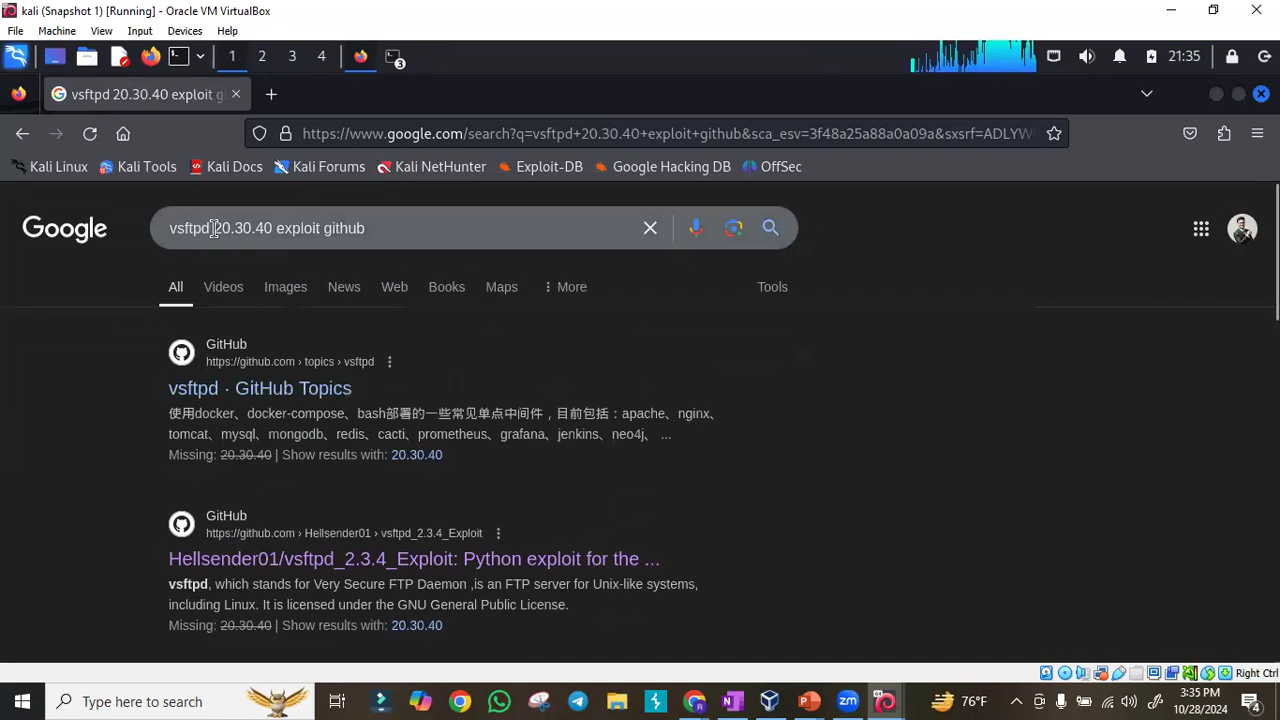 kali (Snapshot 1) [Running] - Oracle VM VirtualBox
File Machine View Input Devices Help
1 2 3 4 3 21:35
vsftpd 20.30.40 exploit g
https://www.google.com/search?q=vsftpd+20.30.40+exploit+github&sca_esv=3f48a25a88a0a09a&sxsrf=ADLYW
Kali Linux Kali Tools Kali Docs Kali Forums Kali NetHunter Exploit-DB Google Hacking DB OffSec
Google vsftpd 20.30.40 exploit github
All Videos Images News Web Books Maps More Tools
GitHub
https://github.com › topics › vsftpd
vsftpd · GitHub Topics
使用docker、docker-compose、bash部署的一些常见单点中间件，目前包括：apache、nginx、
tomcat、mysql、mongodb、redis、cacti、prometheus、grafana、jenkins、neo4j、 ...
Missing: 20.30.40 | Show results with: 20.30.40
GitHub
https://github.com › Hellsender01 › vsftpd_2.3.4_Exploit
Hellsender01/vsftpd_2.3.4_Exploit: Python exploit for the ...
vsftpd, which stands for Very Secure FTP Daemon ,is an FTP server for Unix-like systems,
including Linux. It is licensed under the GNU General Public License.
Missing: 20.30.40 | Show results with: 20.30.40
Right Ctrl
Type here to search 76°F 3:35 PM
10/28/2024 4